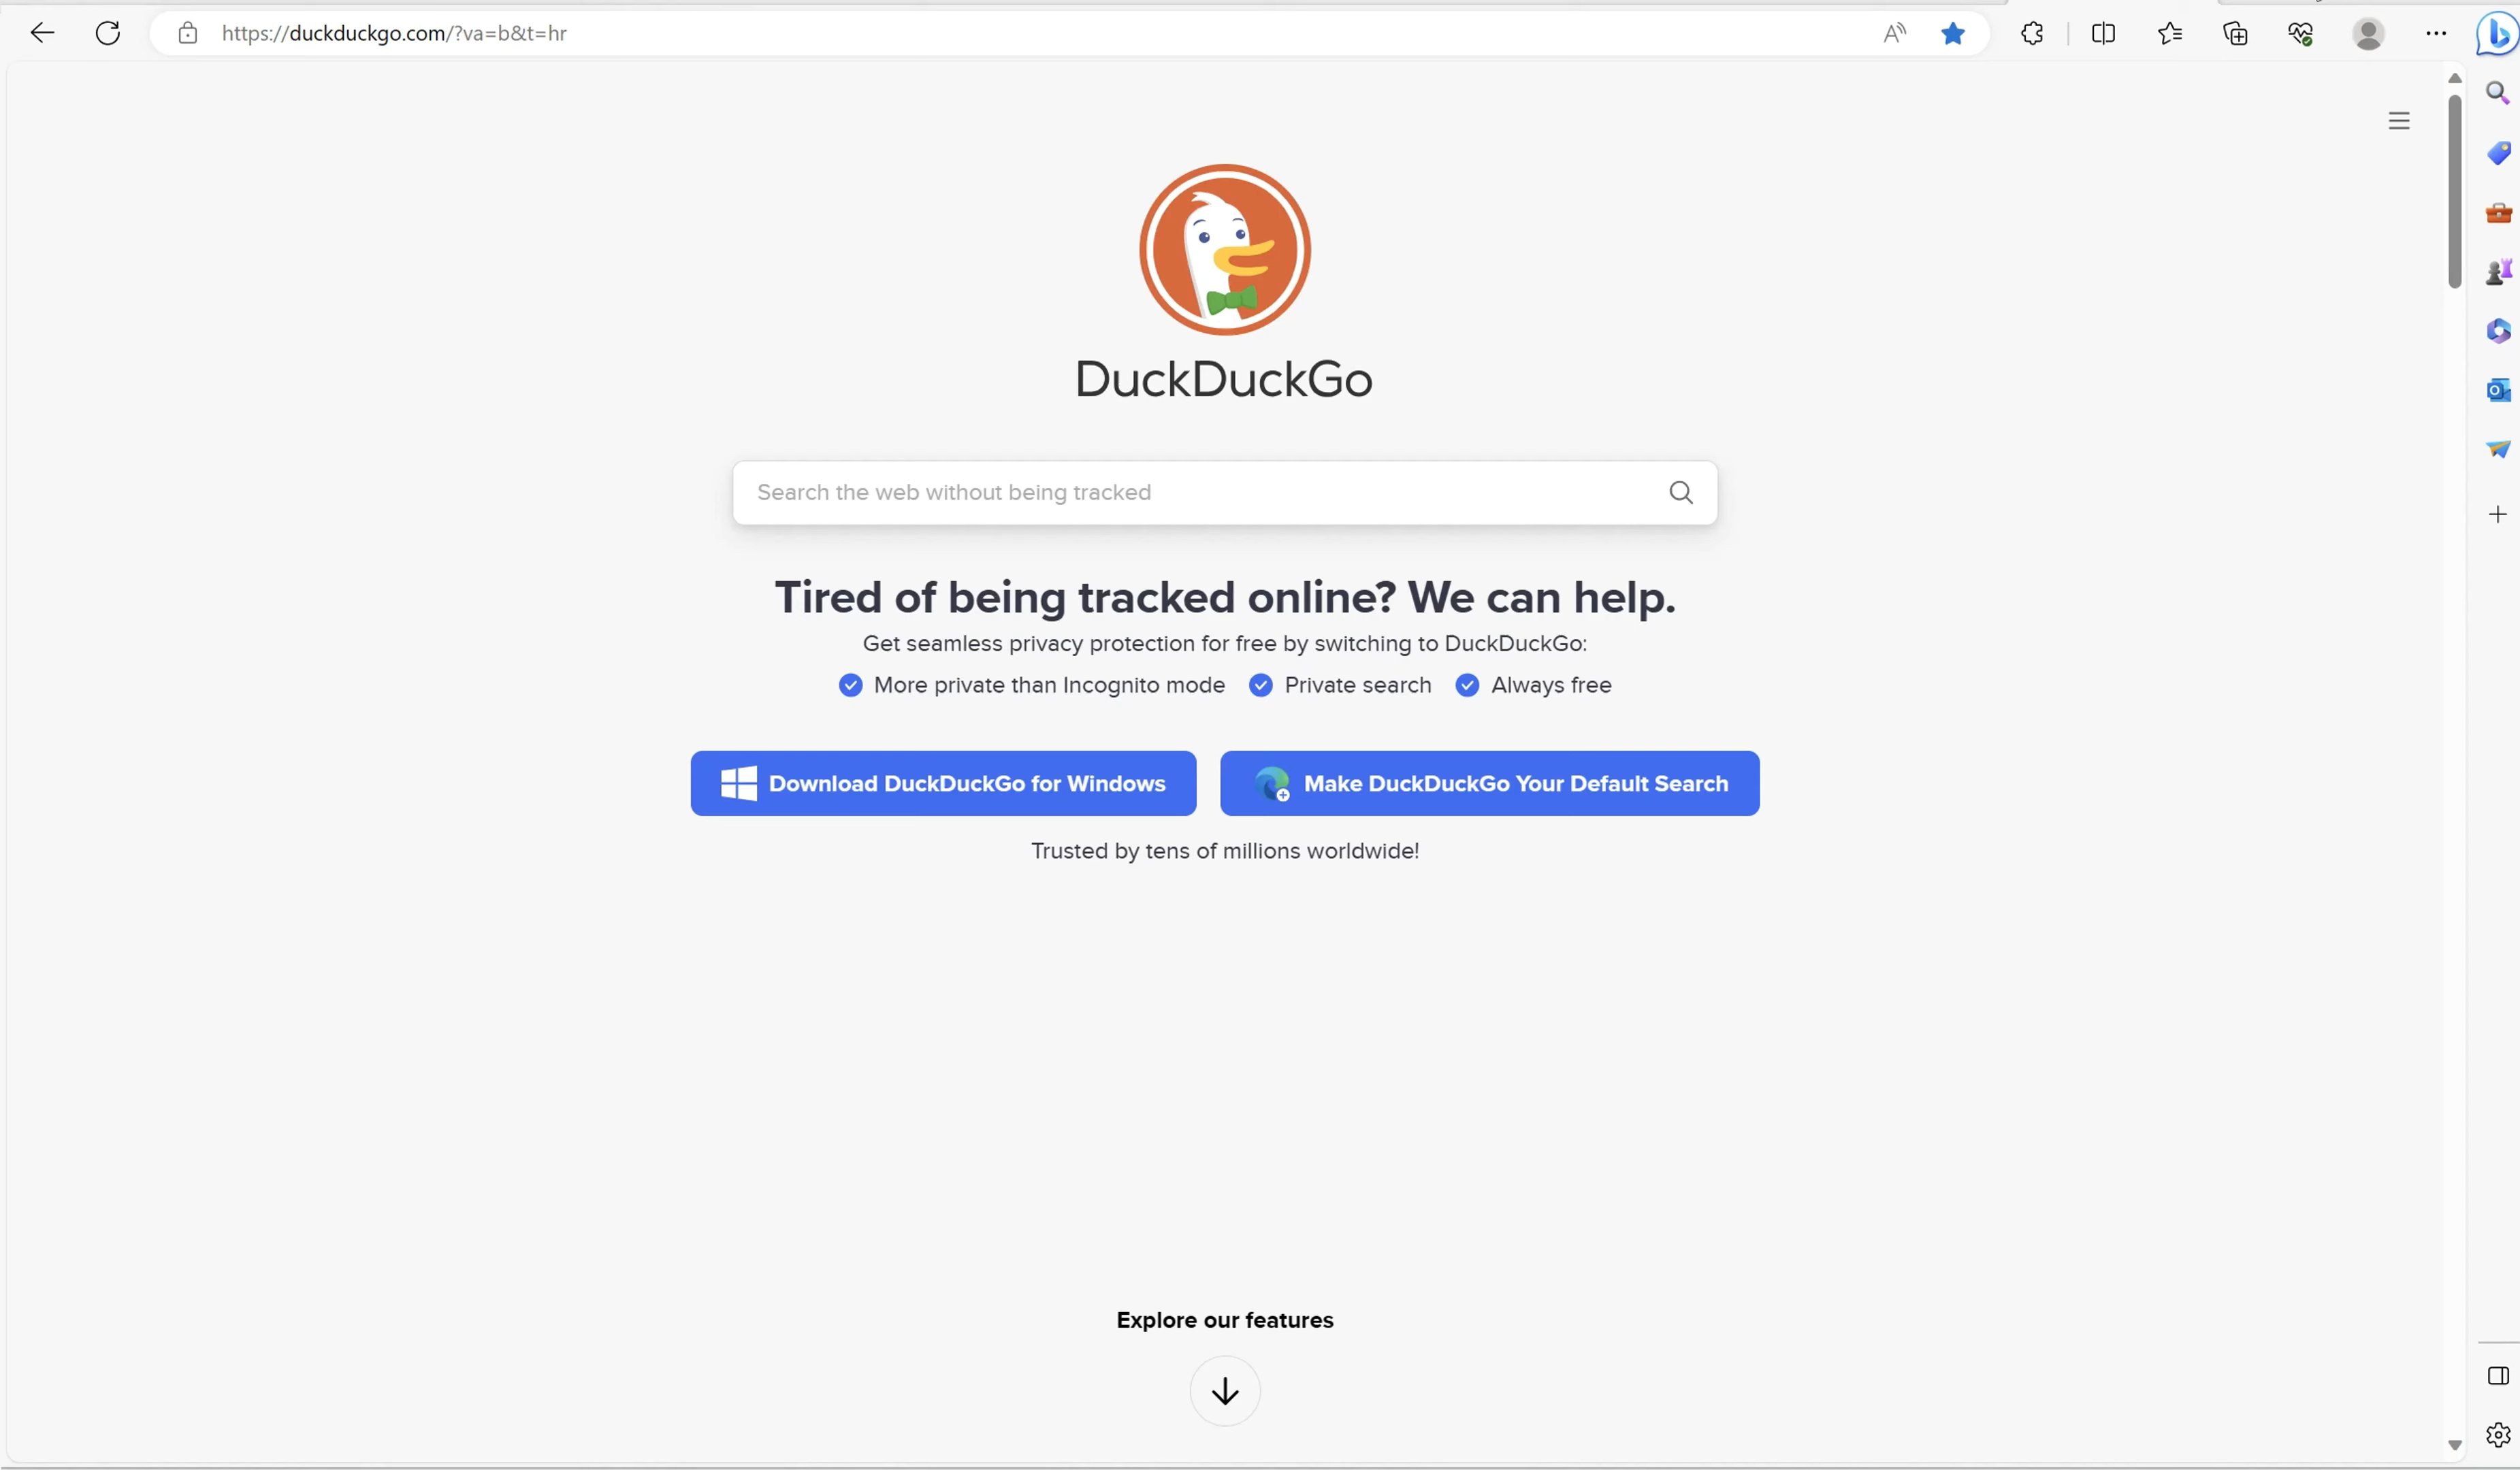 https://duckduckgo.com/?va=b&t=hr
DuckDuckGo
Search the web without being tracked
Tired of being tracked online? We can help.
Get seamless privacy protection for free by switching to DuckDuckGo:
More private than Incognito mode Private search Always free
Download DuckDuckGo for Windows Make DuckDuckGo Your Default Search
Trusted by tens of millions worldwide!
Explore our features